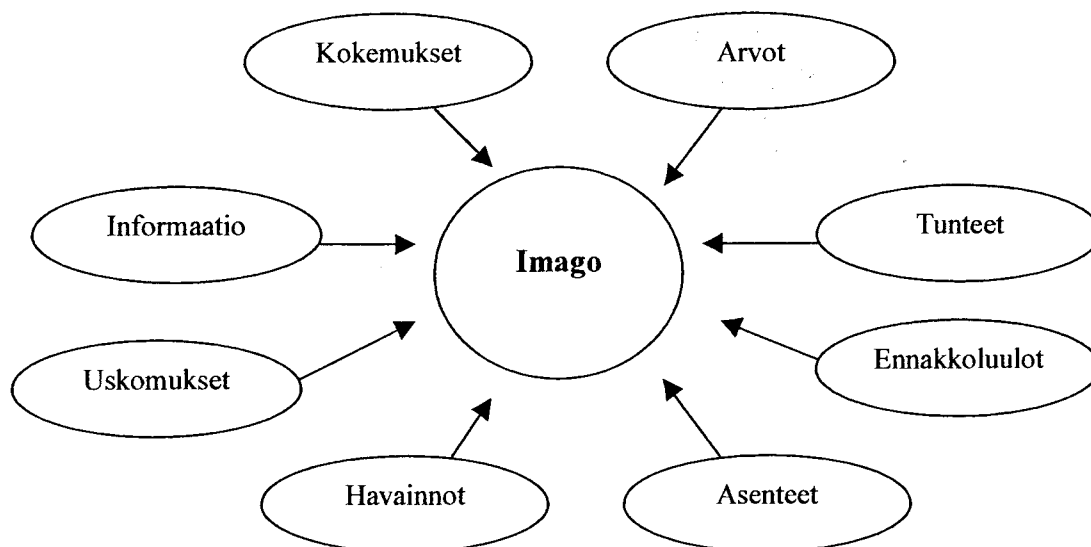 Kokemukset
Arvot
Informaatio
Tunteet
Imago
Uskomukset
Ennakkoluulot
Havainnot
Asenteet